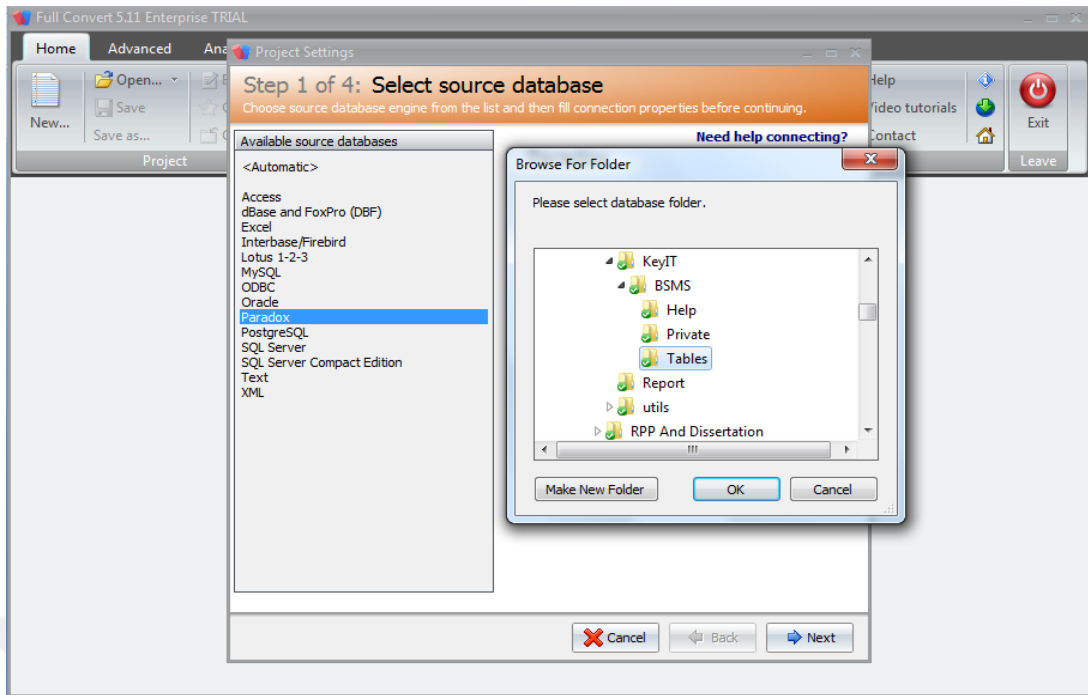 Full Convert 5.11 Enterprise TRIAL
Home Advanced
New...
Open...
Save
Save as...
Project
Help
Video tutorials
Contact
Exit
Leave
Project Settings
Step 1 of 4: Select source database
Choose source database engine from the list and then fill connection properties before continuing.
Available source databases
<Automatic>
Access
dBase and FoxPro (DBF)
Excel
Interbase/Firebird
Lotus 1-2-3
MySQL
ODBC
Oracle
Paradox
PostgreSQL
SQL Server
SQL Server Compact Edition
Text
XML
Need help connecting?
Browse For Folder
Please select database folder.
KeyIT
BSMS
Help
Private
Tables
Report
utils
RPP And Dissertation
Make New Folder
OK
Cancel
Cancel
Back
Next